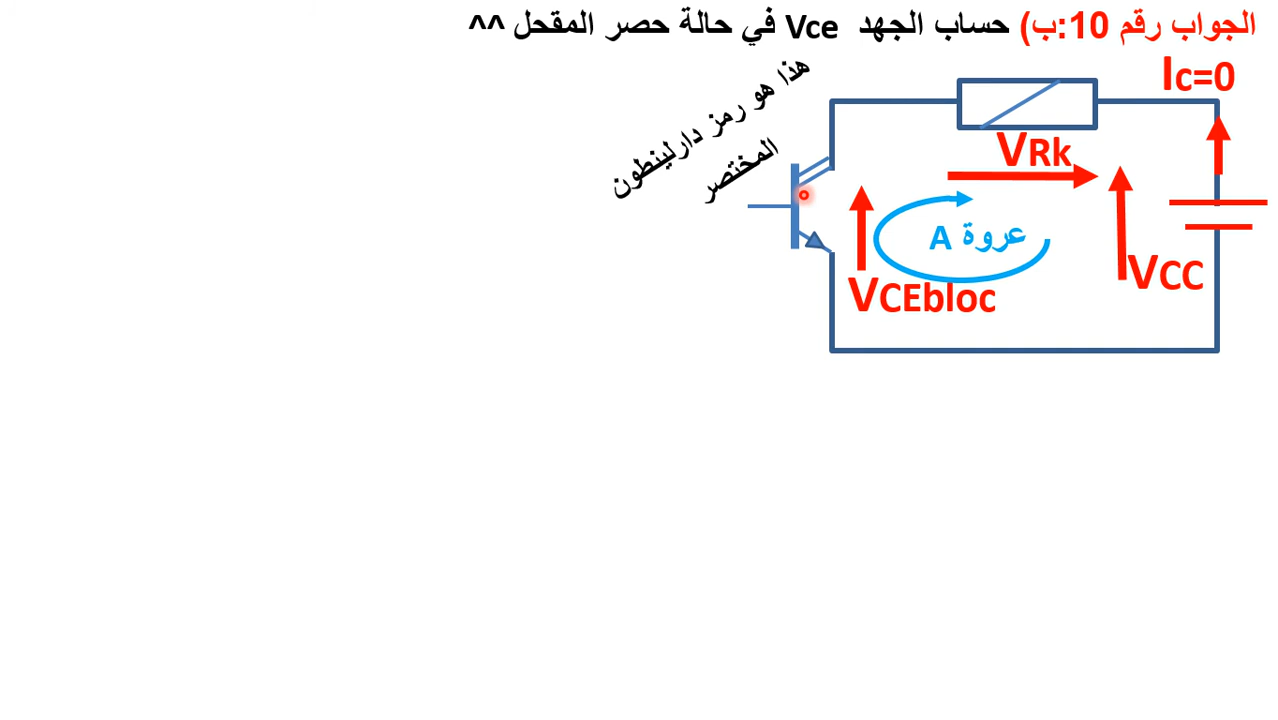 الجواب رقم 10:ب) حساب الجهد Vce في حالة حصر المقحل ^^
هذا هو رمز دارلينطون
المختصر
Ic=0
VRk
عروة A
VCC
VCEbloc